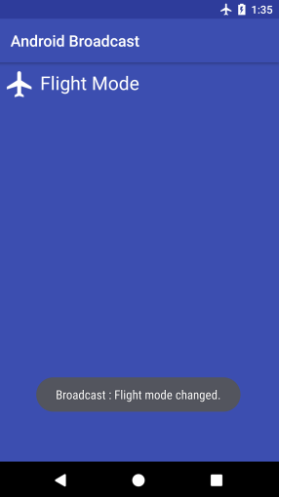 1:35
Android Broadcast
Flight Mode
Broadcast : Flight mode changed.